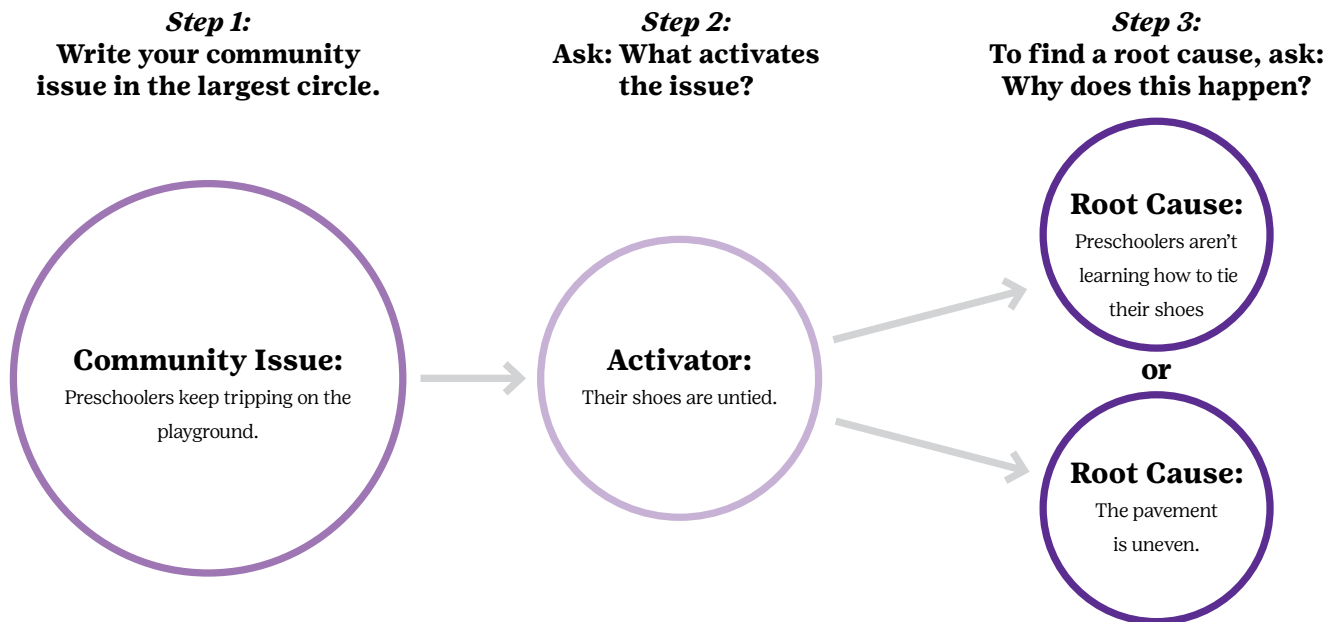 Step 1:
Write your community
issue in the largest circle.
Step 2:
Ask: What activates
the issue?
Step 3:
To find a root cause, ask:
Why does this happen?
Community Issue:
Preschoolers keep tripping on the
playground.
Activator:
Their shoes are untied.
Root Cause:
Preschoolers aren’t
learning how to tie
their shoes
or
Root Cause:
The pavement
is uneven.